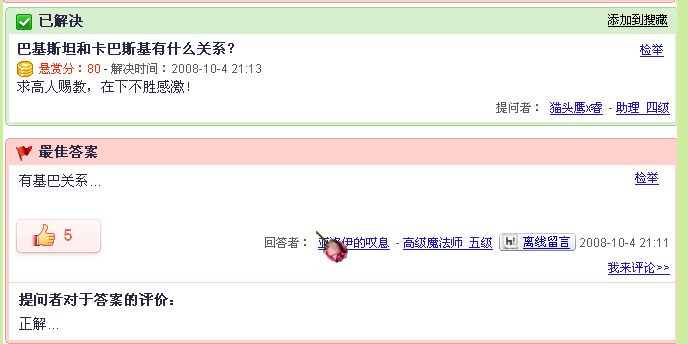 已解决 添加到搜藏
巴基斯坦和卡巴斯基有什么关系? 检举
悬赏分:80 - 解决时间:2008-10-4 21:13
求高人赐教,在下不胜感激!
提问者: 猫头鹰x睿 - 助理 四级
最佳答案
有基巴关系... 检举
5
回答者: 伊的叹息 - 高级魔法师 五级 h! 离线留言 2008-10-4 21:11
我来评论>>
提问者对于答案的评价:
正解...